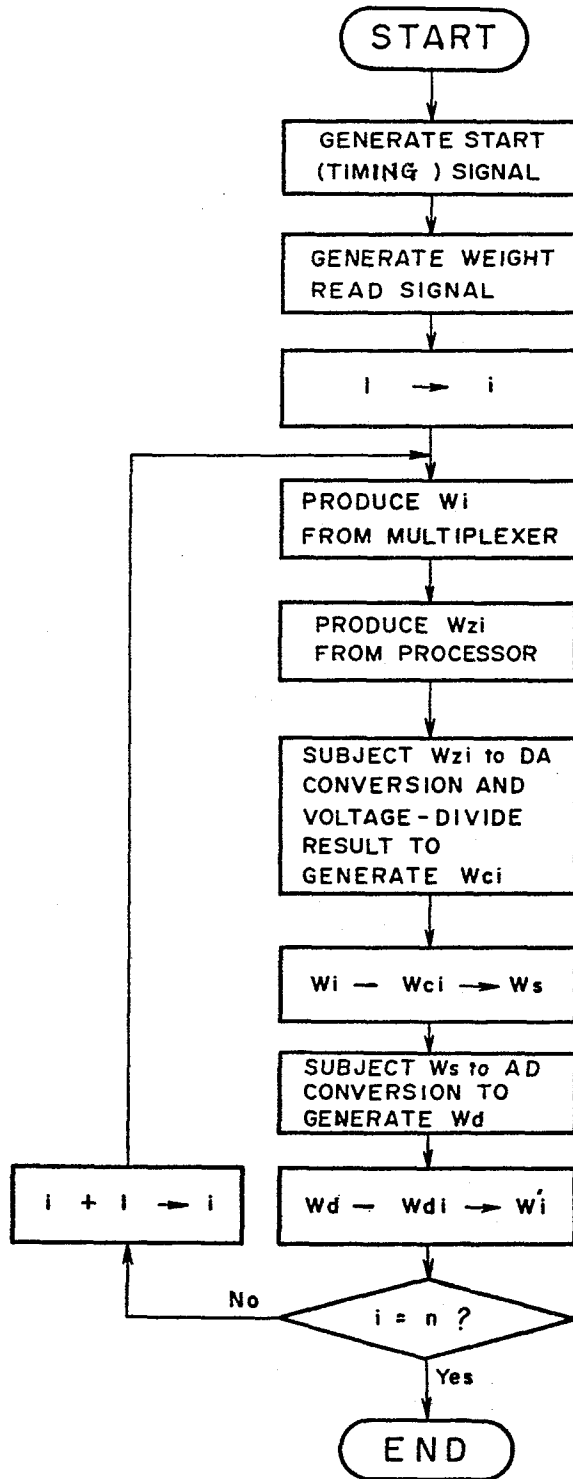 START
GENERATE START
(TIMING ) SIGNAL
GENERATE WEIGHT
READ SIGNAL
I → i
PRODUCE Wi
FROM MULTIPLEXER
PRODUCE Wzi
FROM PROCESSOR
SUBJECT Wzi to DA
CONVERSION AND
VOLTAGE-DIVIDE
RESULT TO
GENERATE Wci
Wi - Wci → Ws
SUBJECT Ws to AD
CONVERSION TO
GENERATE Wd
i + I → i
Wd - Wdi → W'i
No
i = n ?
Yes
END